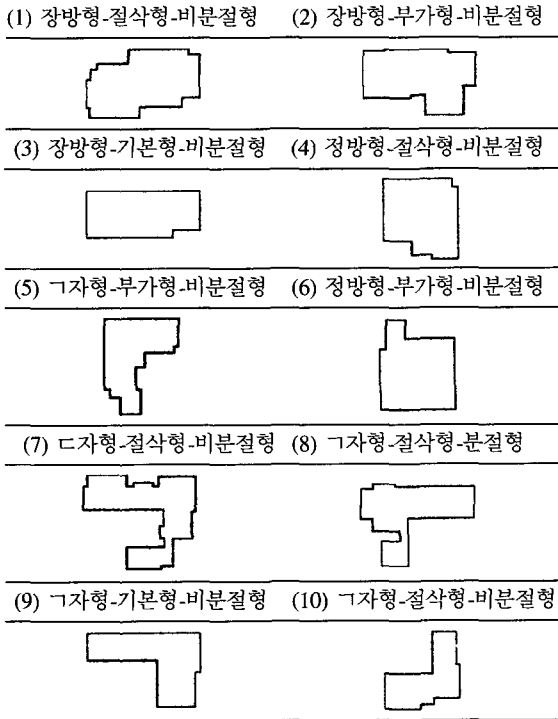 (1) 장방형-절삭형-비분절형 (2) 장방형-부가형-비분절형
(3) 장방형-기본형-비분절형 (4) 정방형-절삭형-비분절형
(5) ㄱ자형-부가형-비분절형 (6) 정방형-부가형-비분절형
(7) ㄷ자형-절삭형-비분절형 (8) ㄱ자형-절삭형-분절형
(9) ㄱ자형-기본형-비분절형 (10) ㄱ자형-절삭형-비분절형